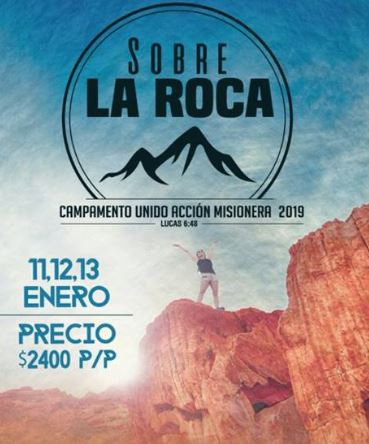 SOBRE
LA ROCA
CAMPAMENTO UNIDO ACCIÓN MISIONERA 2019
LUCAS 6:48
11,12,13
ENERO
PRECIO
$2400 P/P